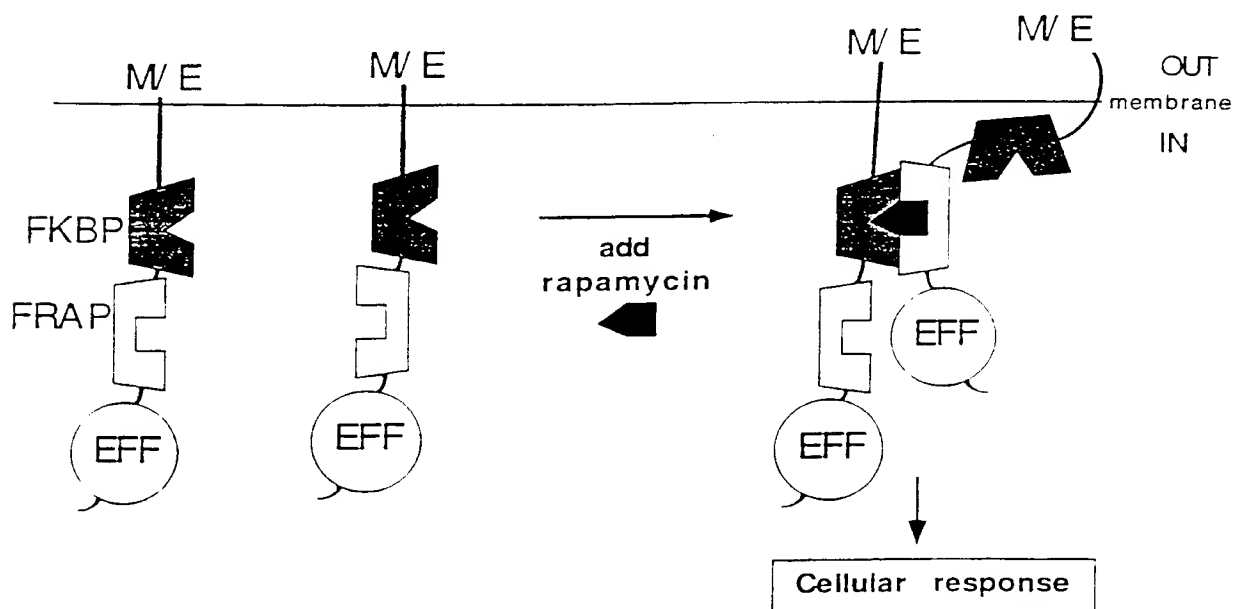 M/ E
M/ E
M/ E
M/ E
OUT
membrane
IN
FKBP
FRAP
add
rapamycin
EFF
EFF
EFF
EFF
Cellular response